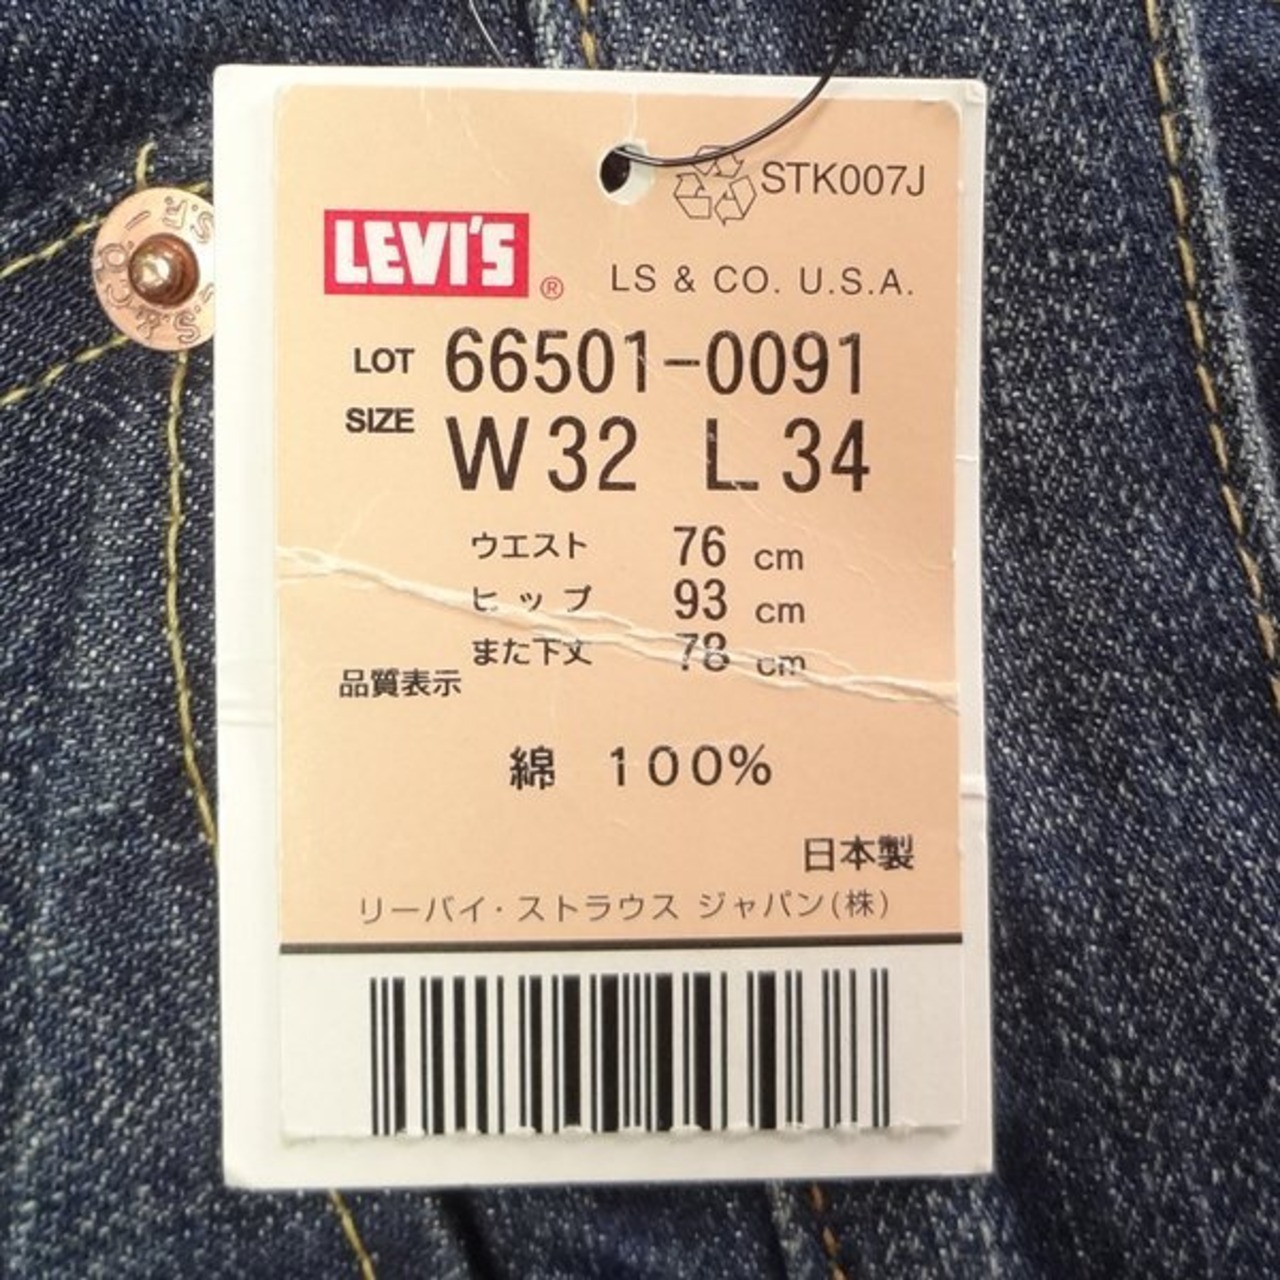 STK007J
LEVI'S ®
LS & CO. U.S.A.
LOT 66501-0091
SIZE W32 L34
ウエスト 76 cm
ヒップ 93 cm
また下丈 78 cm
品質表示
綿 100%
日本製
リーバイ・ストラウス ジャパン(株)